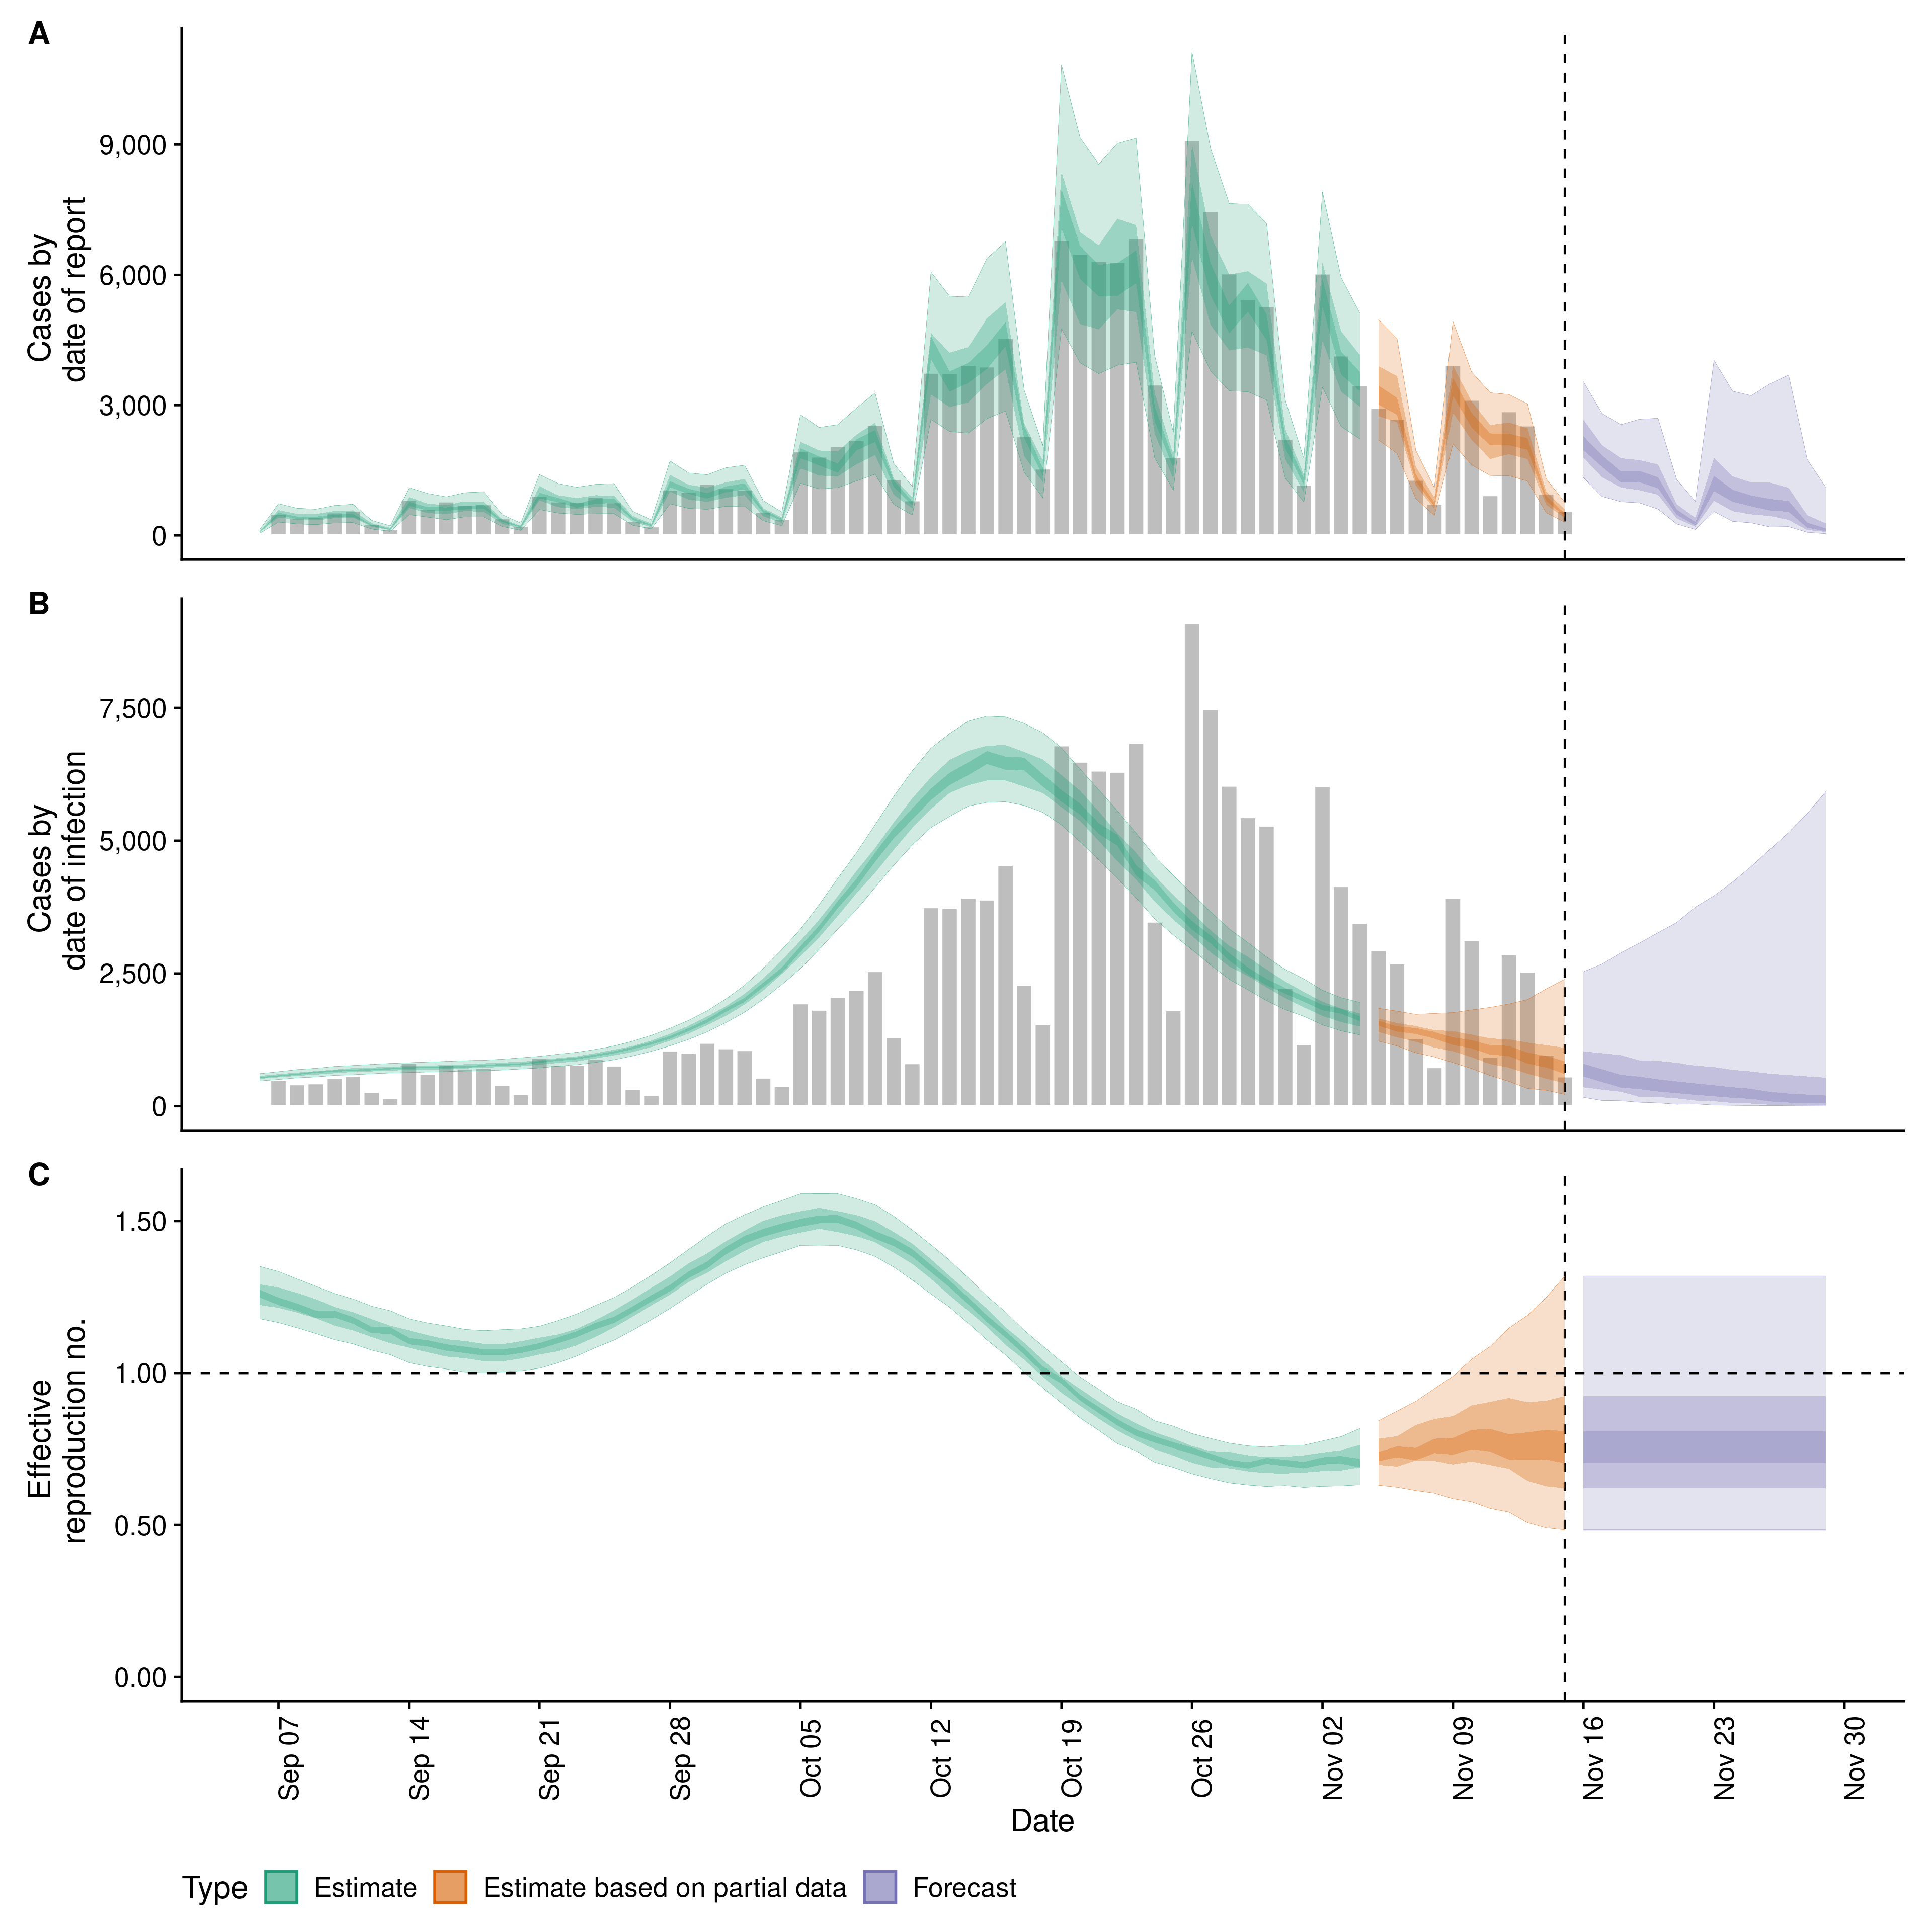 A
Cases by
date of report
9,000
6,000
3,000
0
B
Cases by
date of infection
7,500
5,000
2,500
0
C
Effective
reproduction no.
1.50
1.00
0.50
0.00
Sep 07
Sep 14
Sep 21
Sep 28
Oct 05
Oct 12
Oct 19
Oct 26
Nov 02
Nov 09
Nov 16
Nov 23
Nov 30
Date
Type Estimate Estimate based on partial data Forecast